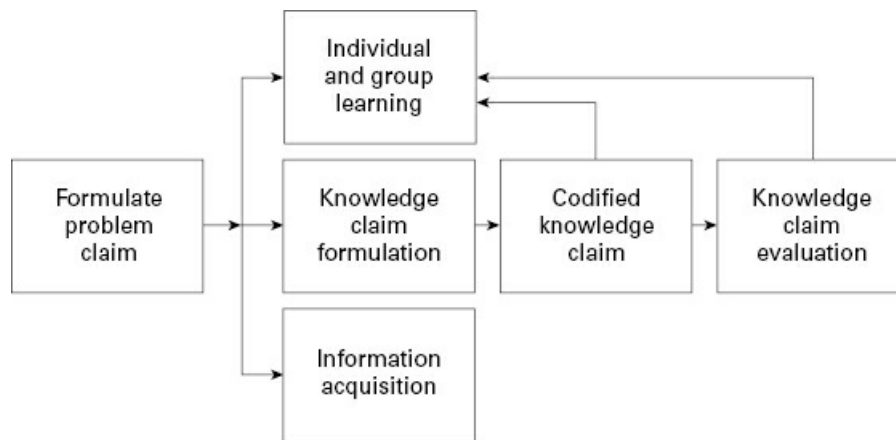 Individual
and group
learning
Formulate
problem
claim
Knowledge
claim
formulation
Codified
knowledge
claim
Knowledge
claim
evaluation
Information
acquisition